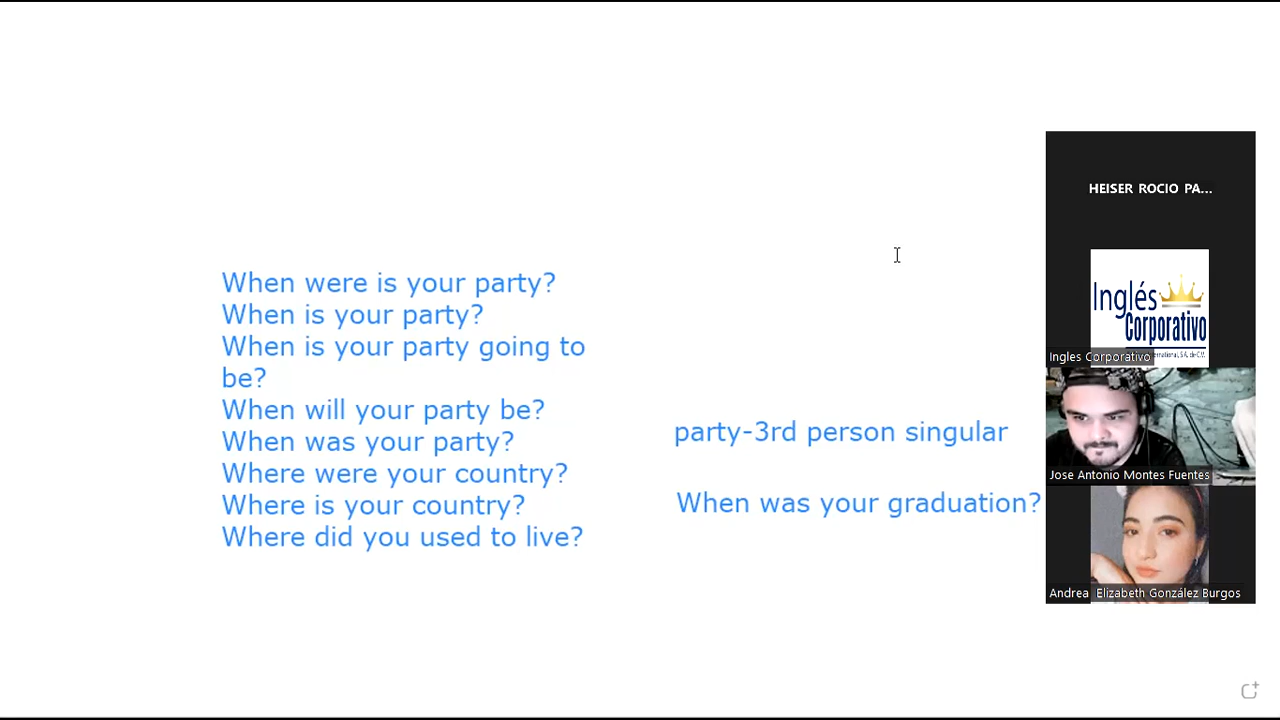 When were is your party?
When is your party?
When is your party going to
be?
When will your party be?
When was your party?
Where were your country?
Where is your country?
Where did you used to live?
party-3rd person singular
When was your graduation?
HEISER ROCIO PA...
Inglés
Corporativo
International, S.A. de C.V.
Ingles Corporativo
Jose Antonio Montes Fuentes
Andrea Elizabeth González Burgos